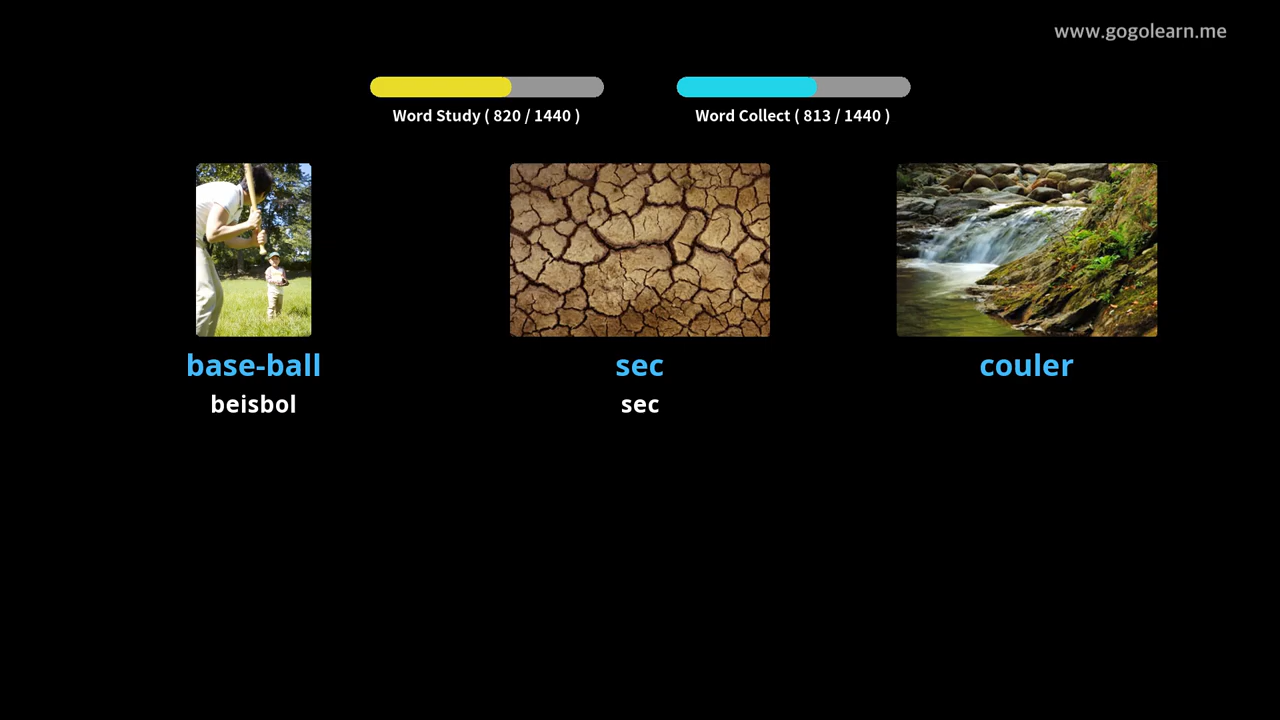 www.gogolearn.me
Word Study ( 820 / 1440 )
Word Collect ( 813 / 1440 )
base-ball
sec
couler
beisbol
sec